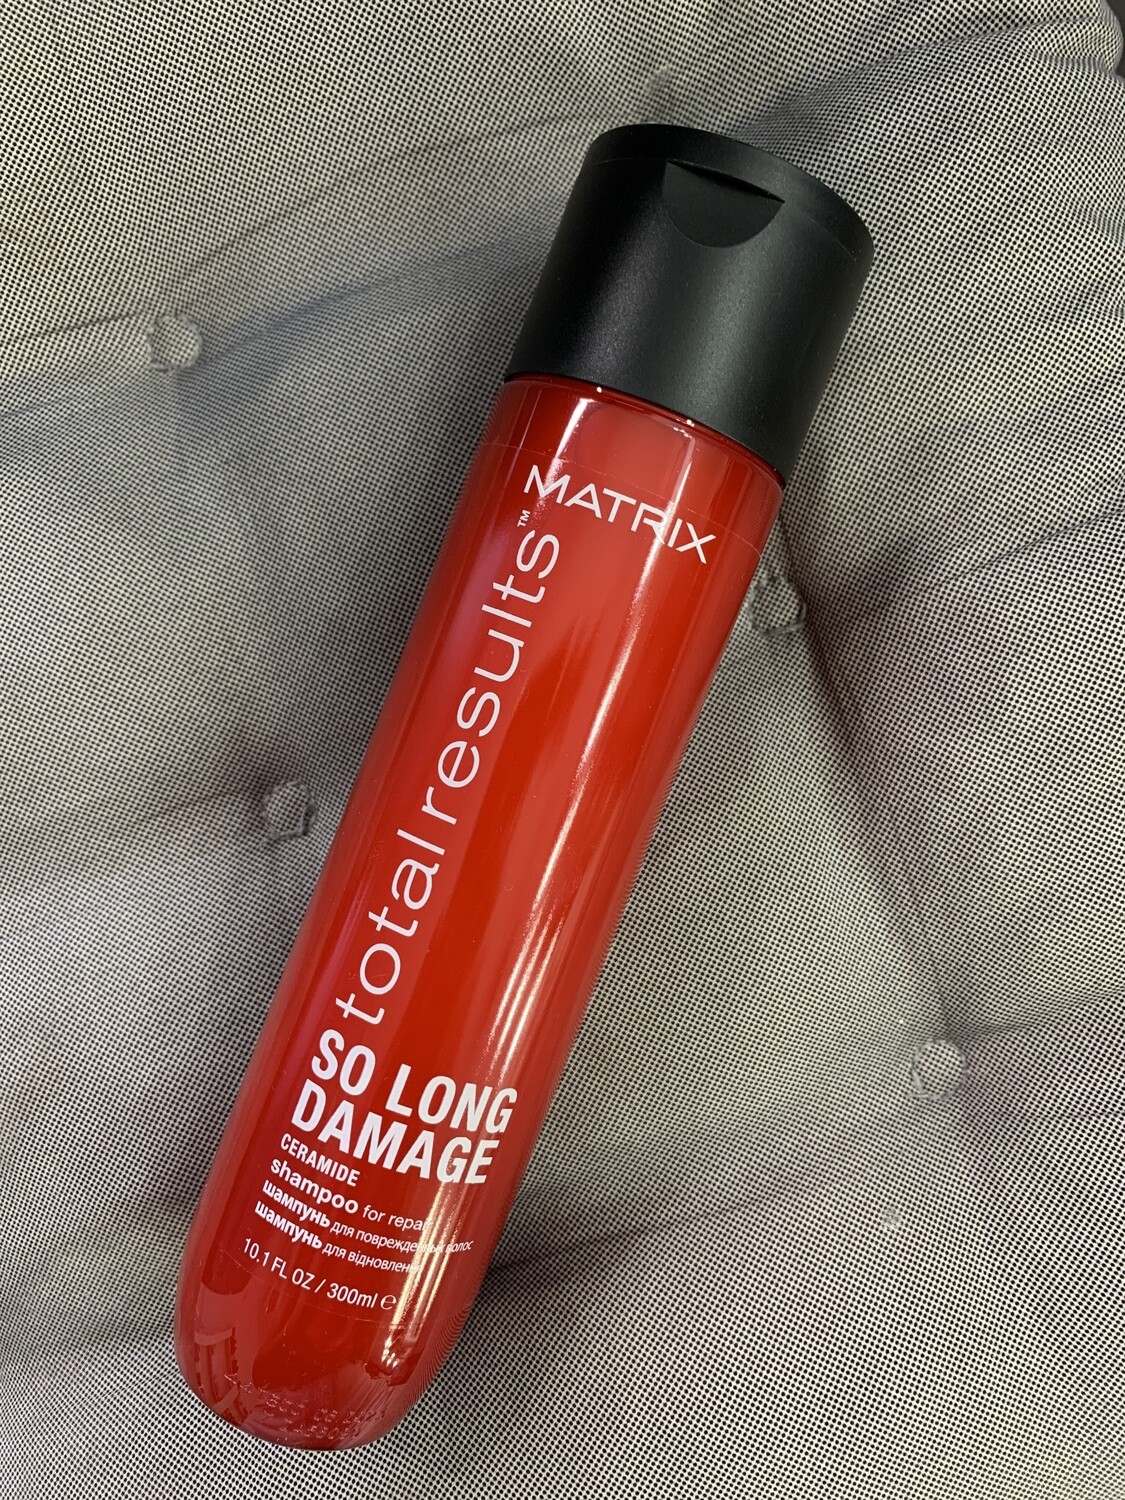 MATRIX
total results™
SO LONG
DAMAGE
CERAMIDE
shampoo for repair
шампунь для поврежденных волос
шампунь для відновлення
10.1 FL OZ / 300ml ℮